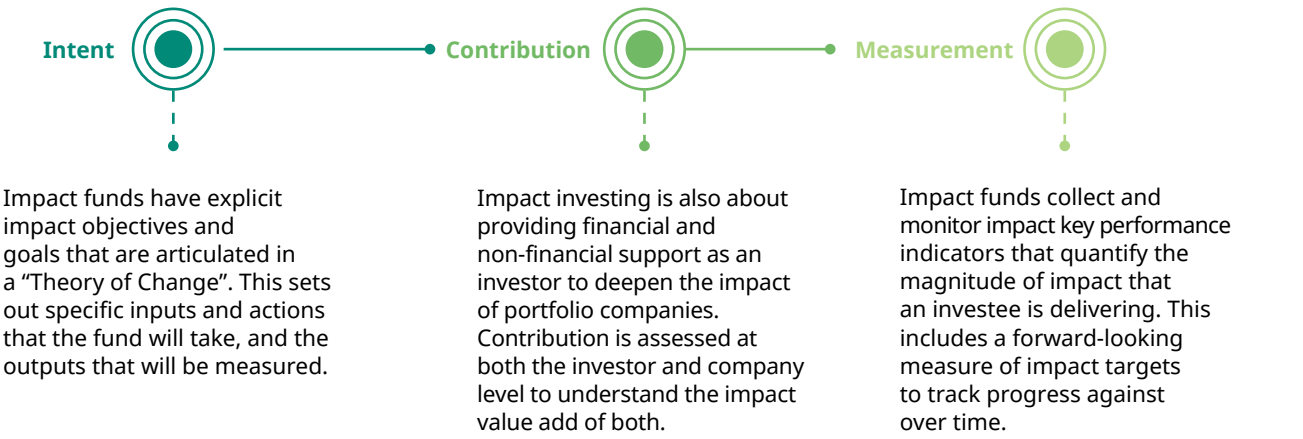 Intent
Contribution
Measurement
Impact funds have explicit
impact objectives and
goals that are articulated in
a “Theory of Change”. This sets
out specific inputs and actions
that the fund will take, and the
outputs that will be measured.
Impact investing is also about
providing financial and
non-financial support as an
investor to deepen the impact
of portfolio companies.
Contribution is assessed at
both the investor and company
level to understand the impact
value add of both.
Impact funds collect and
monitor impact key performance
indicators that quantify the
magnitude of impact that
an investee is delivering. This
includes a forward-looking
measure of impact targets
to track progress against
over time.